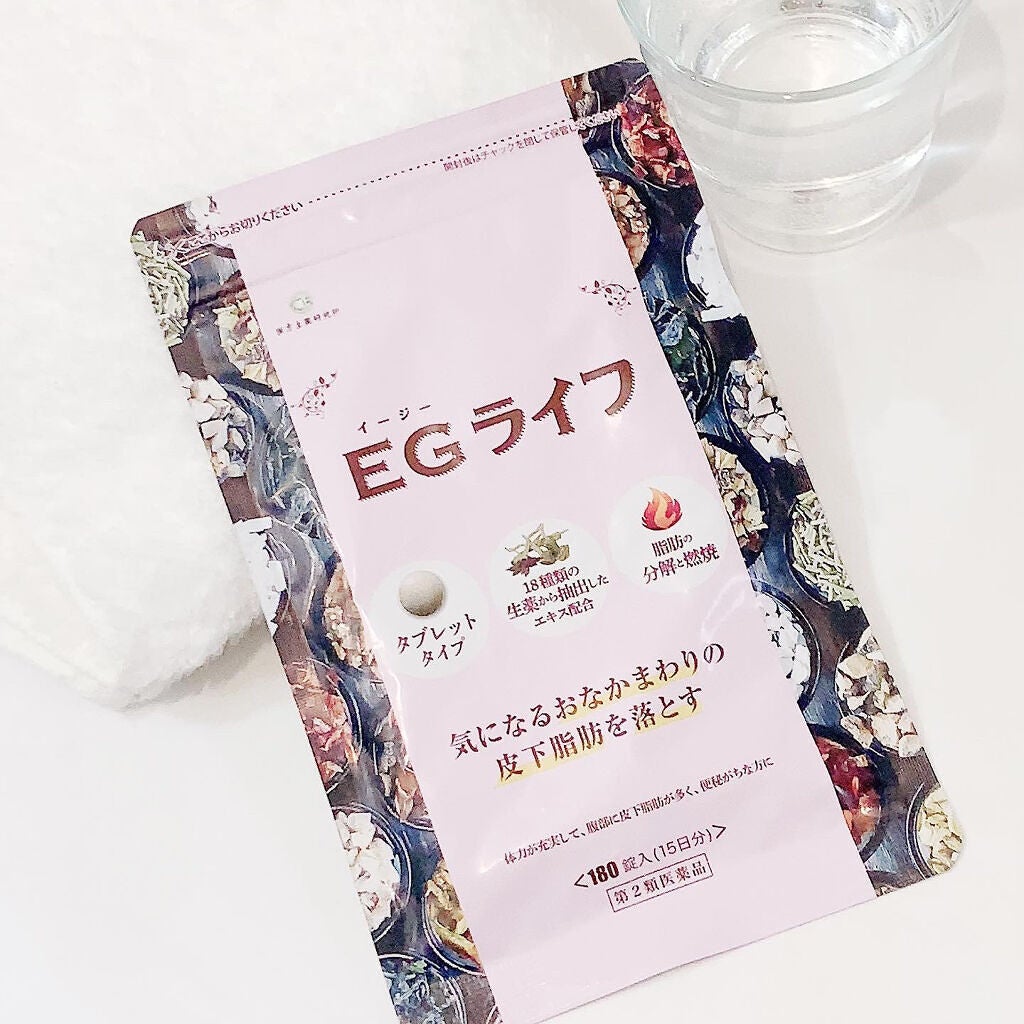 ここからお切りください
開封後はチャックを閉じて保管してください
イージー
EGライフ
タブレット
タイプ
18種類の
生薬から抽出した
エキス配合
脂肪の
分解と燃焼
気になるおなかまわりの
皮下脂肪を落とす
体力が充実して、腹部に皮下脂肪が多く、便秘がちな方に
<180錠入(15日分)>
第2類医薬品